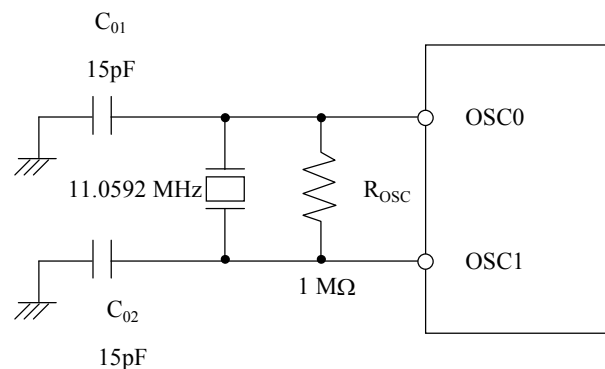 C01
15pF
OSC0
11.0592 MHz
ROSC
OSC1
1 MΩ
C02
15pF